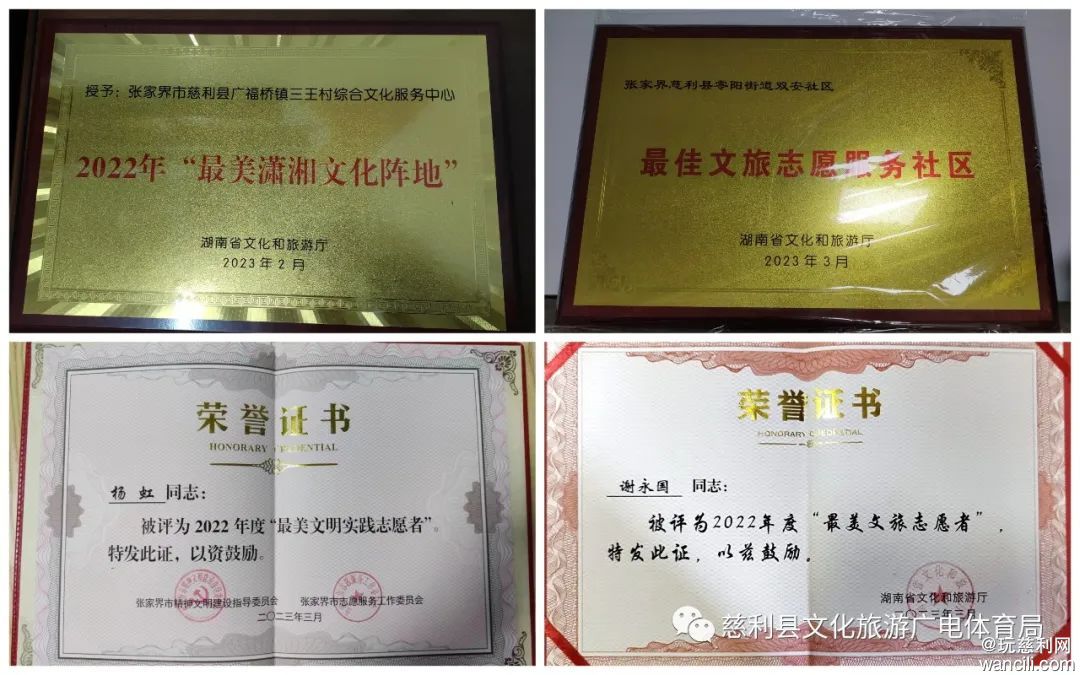 授予：张家界市慈利县广福桥镇三王村综合文化服务中心
2022年“最美潇湘文化阵地”
湖南省文化和旅游厅
2023年2月
张家界慈利县零阳街道双安社区
最佳文旅志愿服务社区
湖南省文化和旅游厅
2023年3月
荣誉证书
HONORARY CREDENTIAL
杨虹 同志：
被评为2022年度“最美文明实践志愿者”。
特发此证，以资鼓励。
张家界市精神文明建设指导委员会 张家界市志愿服务工作委员会
二〇二三年三月
荣誉证书
HONORARY CREDENTIAL
谢永国 同志：
被评为2022年度“最美文旅志愿者”，
特发此证，以兹鼓励。
湖南省文化和旅游厅
二〇二三年三月
慈利县文化旅游广电体育局
@玩慈利网
wancili.com